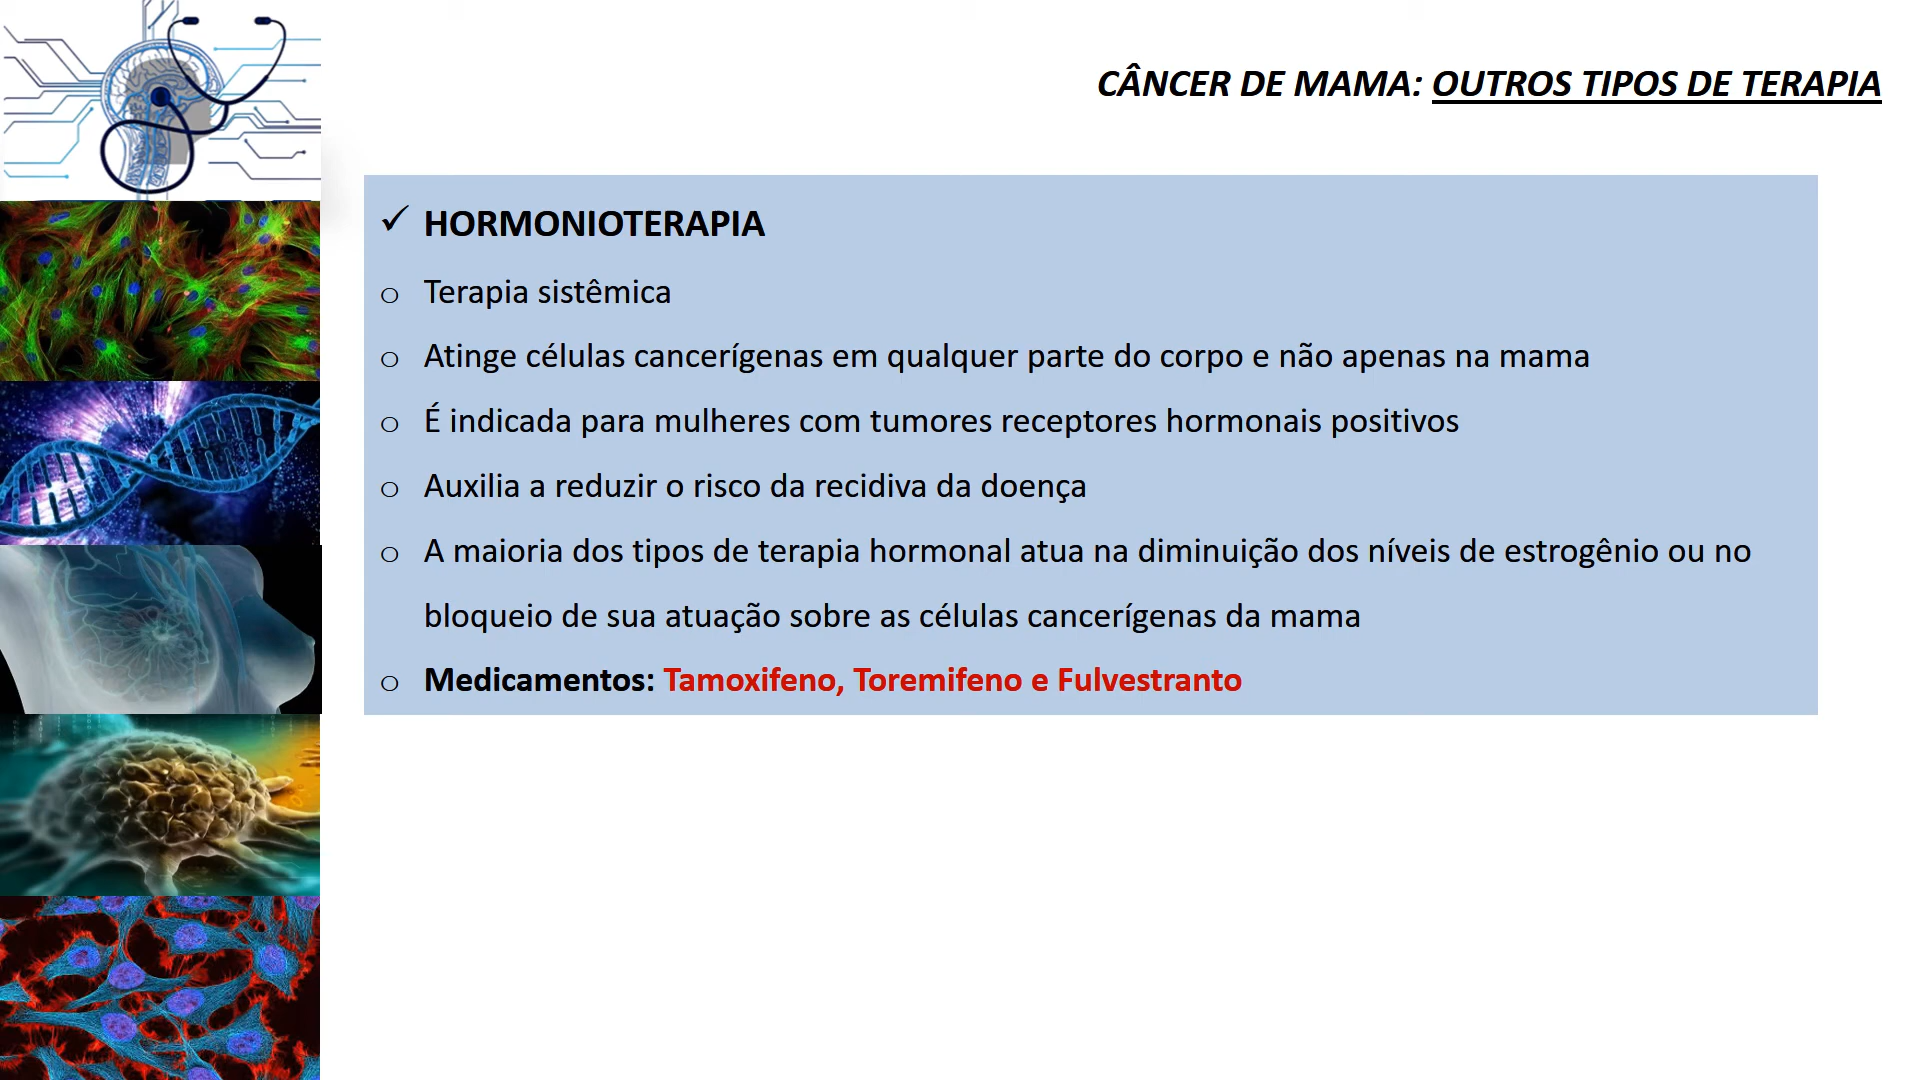 CÂNCER DE MAMA: OUTROS TIPOS DE TERAPIA
✓ HORMONIOTERAPIA
o Terapia sistêmica
o Atinge células cancerígenas em qualquer parte do corpo e não apenas na mama
o É indicada para mulheres com tumores receptores hormonais positivos
o Auxilia a reduzir o risco da recidiva da doença
o A maioria dos tipos de terapia hormonal atua na diminuição dos níveis de estrogênio ou no
bloqueio de sua atuação sobre as células cancerígenas da mama
o Medicamentos: Tamoxifeno, Toremifeno e Fulvestranto